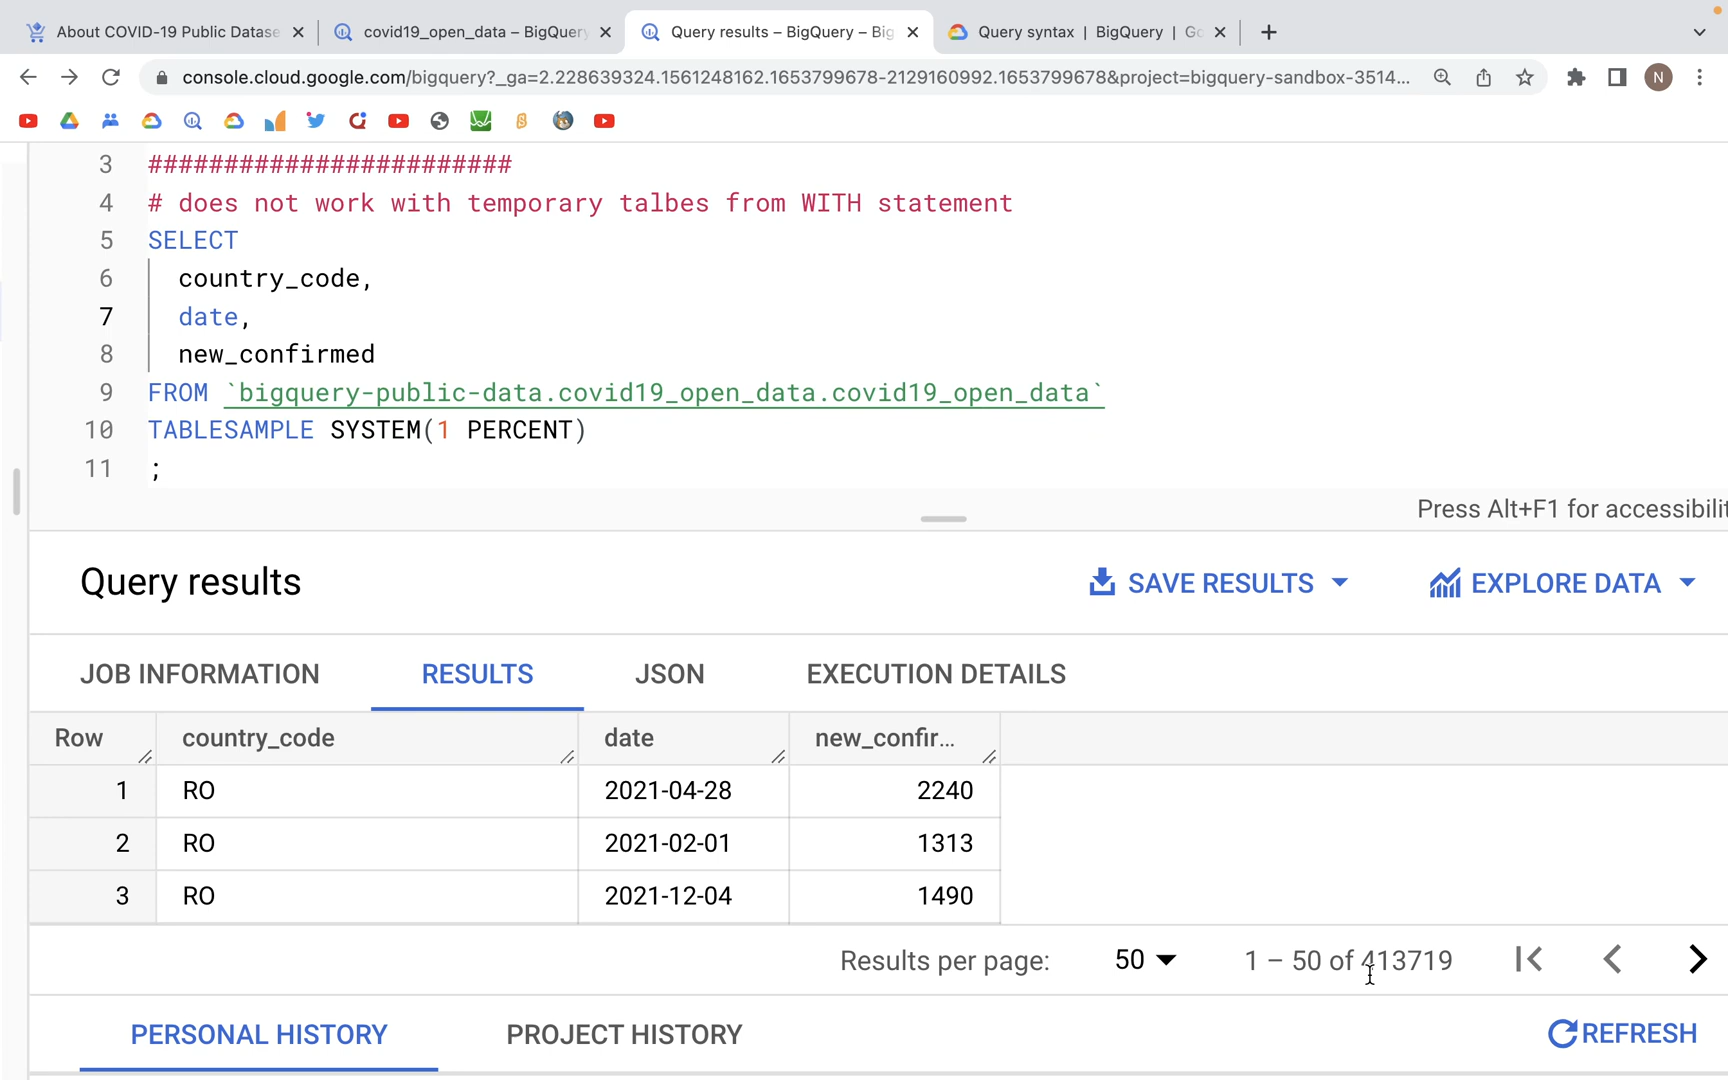 About COVID-19 Public Datase
covid19_open_data – BigQuery
Query results – BigQuery – Big
Query syntax | BigQuery | Go
console.cloud.google.com/bigquery?_ga=2.228639324.1561248162.1653799678-2129160992.1653799678&project=bigquery-sandbox-3514...
N
3 ########################
4 # does not work with temporary talbes from WITH statement
5 SELECT
6 country_code,
7 date,
8 new_confirmed
9 FROM `bigquery-public-data.covid19_open_data.covid19_open_data`
10 TABLESAMPLE SYSTEM(1 PERCENT)
11 ;
Press Alt+F1 for accessibilit
Query results
SAVE RESULTS
EXPLORE DATA
JOB INFORMATION RESULTS JSON EXECUTION DETAILS
Row country_code date new_confir...
1 RO 2021-04-28 2240
2 RO 2021-02-01 1313
3 RO 2021-12-04 1490
Results per page: 50 1 – 50 of 413719
PERSONAL HISTORY PROJECT HISTORY REFRESH